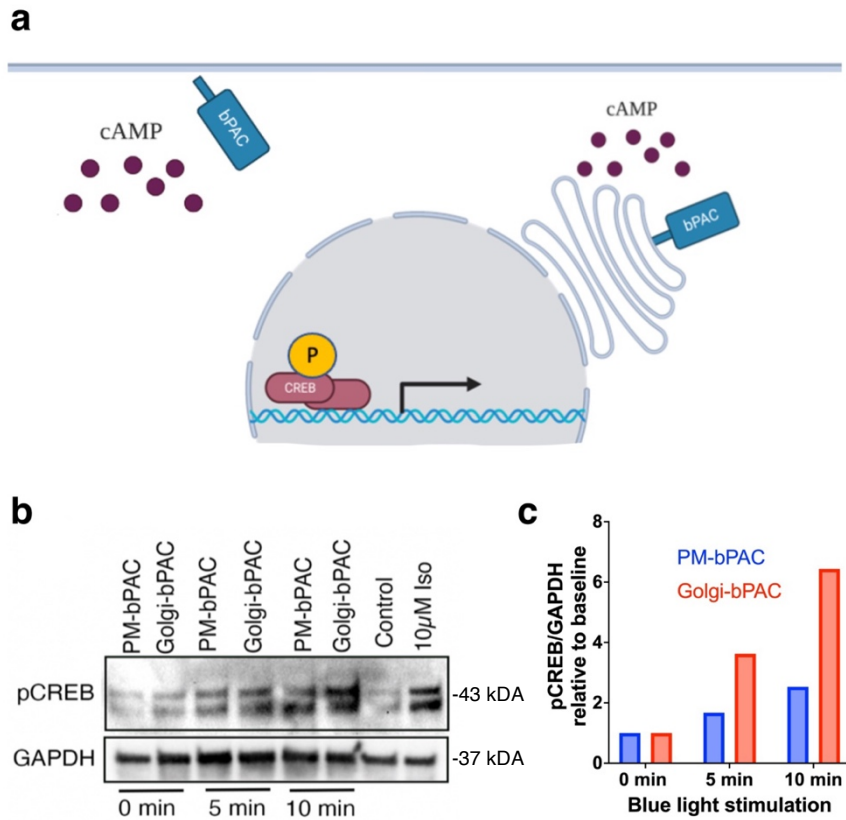 a
bPAC
cAMP
cAMP
bPAC
P
CREB
b
PM-bPAC
Golgi-bPAC
PM-bPAC
Golgi-bPAC
PM-bPAC
Golgi-bPAC
Control
10μM Iso
pCREB
-43 kDA
GAPDH
-37 kDA
0 min
5 min
10 min
c
pCREB/GAPDH
relative to baseline
8
6
4
2
0
PM-bPAC
Golgi-bPAC
0 min
5 min
10 min
Blue light stimulation